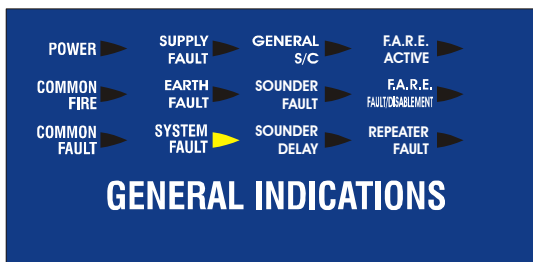 POWER
SUPPLY
FAULT
GENERAL
S/C
F.A.R.E.
ACTIVE
COMMON
FIRE
EARTH
FAULT
SOUNDER
FAULT
F.A.R.E.
FAULT/DISABLEMENT
COMMON
FAULT
SYSTEM
FAULT
SOUNDER
DELAY
REPEATER
FAULT
GENERAL INDICATIONS